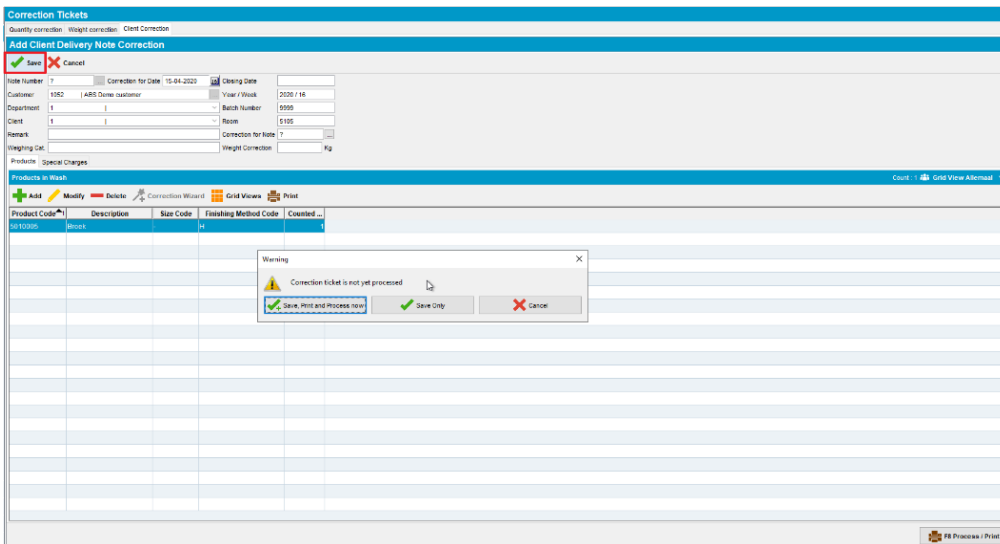 Correction Tickets
Quantity correction Weight correction Client Correction
Add Client Delivery Note Correction
Save Cancel
Note Number ? ... Correction for Date 15-04-2020 Closing Date
Customer 1052 | ABS Demo customer Year / Week 2020 / 16
Department 1 | Batch Number 9999
Client 1 | Room 5105
Remark Correction for Note ? ...
Weighing Cat. Weight Correction Kg
Products Special Charges
Products in Wash Count : 1 Grid View Allemaal
Add Modify Delete Correction Wizard Grid Views Print
Product Code 1 Description Size Code Finishing Method Code Counted ...
5010385 Broek - H 1
Warning
Correction ticket is not yet processed
Save, Print and Process now Save Only Cancel
F8 Process / Print